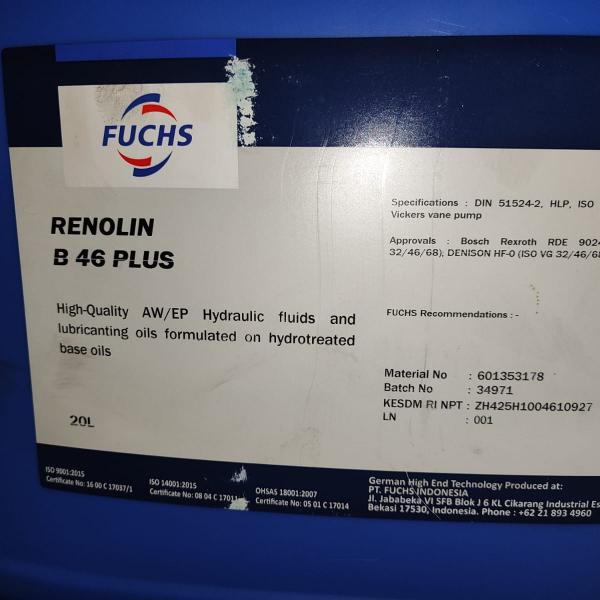 FUCHS
RENOLIN
B 46 PLUS
High-Quality AW/EP Hydraulic fluids and
lubricanting oils formulated on hydrotreated
base oils
20L
Specifications : DIN 51524-2, HLP, ISO
Vickers vane pump
Approvals : Bosch Rexroth RDE 9024
32/46/68); DENISON HF-0 (ISO VG 32/46/68
FUCHS Recommendations : -
Material No : 601353178
Batch No : 34971
KESDM RI NPT : ZH425H1004610927
LN : 001
ISO 9001:2015
Certificate No: 16 00 C 17037/1
ISO 14001:2015
Certificate No: 08 04 C 17011
OHSAS 18001:2007
Certificate No: 05 01 C 17014
German High End Technology Produced at:
PT. FUCHS INDONESIA
Jl. Jababeka VI SFB Blok J 6 KL Cikarang Industrial Es
Bekasi 17530, Indonesia. Phone : +62 21 893 4960